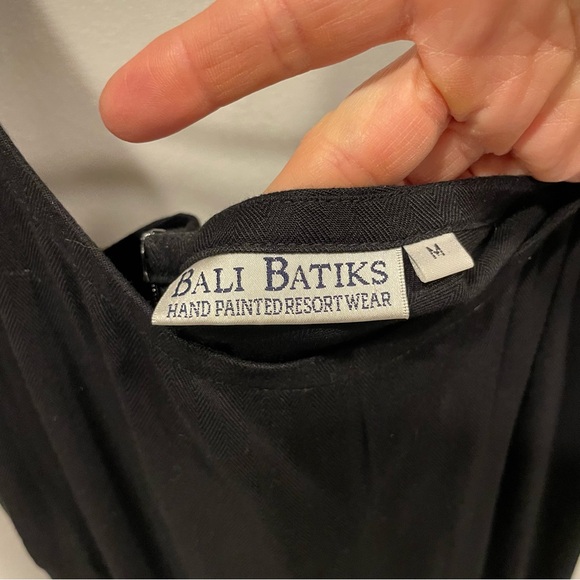 BALI BATIKS
HAND PAINTED RESORT WEAR
M